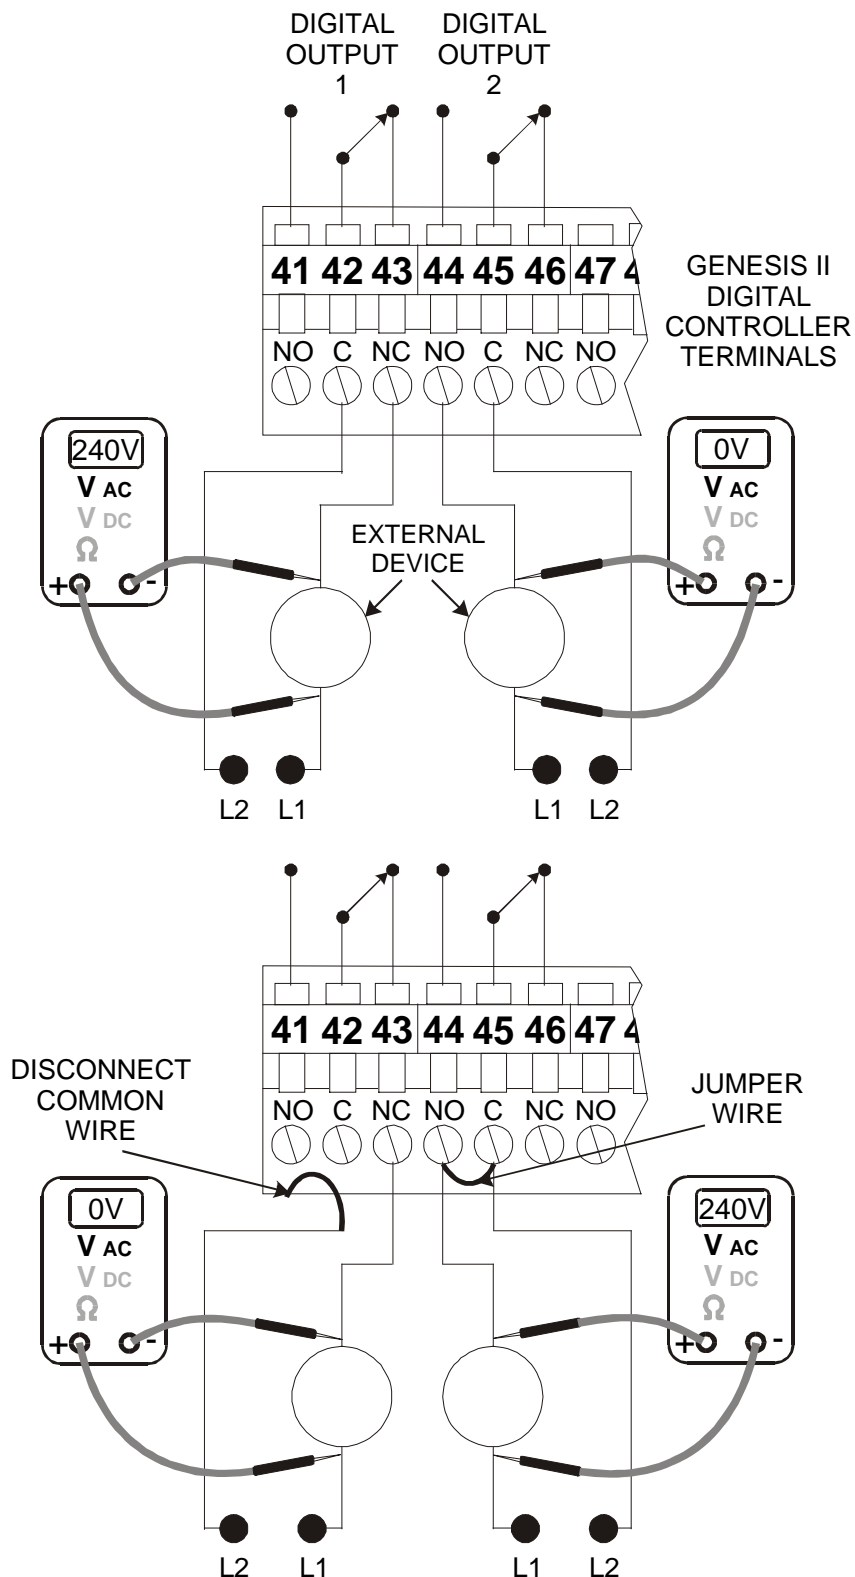 DIGITAL
OUTPUT
1
DIGITAL
OUTPUT
2
41 42 43 44 45 46 47 4
NO C NC NO C NC NO
GENESIS II
DIGITAL
CONTROLLER
TERMINALS
240V
V AC
V DC
Ω
+ -
EXTERNAL
DEVICE
0V
V AC
V DC
Ω
+ -
L2 L1
L1 L2
41 42 43 44 45 46 47 4
NO C NC NO C NC NO
DISCONNECT
COMMON
WIRE
JUMPER
WIRE
0V
V AC
V DC
Ω
+ -
240V
V AC
V DC
Ω
+ -
L2 L1
L1 L2